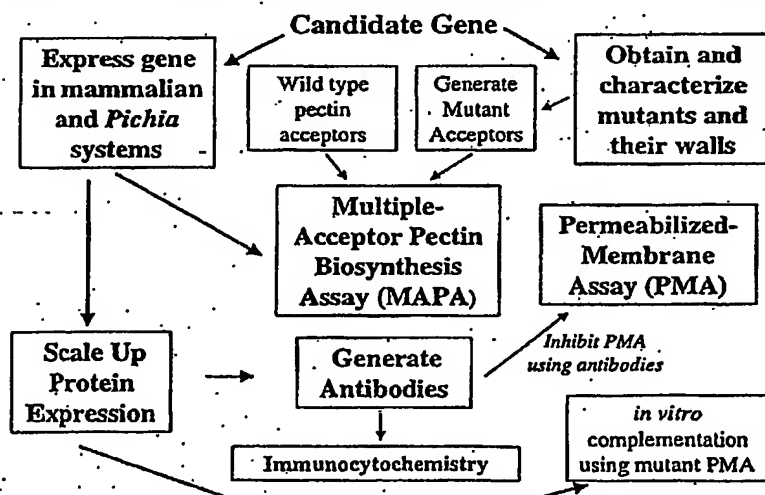 Candidate Gene
Express gene
in mammalian
and Pichia
systems
Wild type
pectin
acceptors
Generate
Mutant
Acceptors
Obtain and
characterize
mutants and
their walls
Multiple-
Acceptor Pectin
Biosynthesis
Assay (MAPA)
Permeabilized-
Membrane
Assay (PMA)
Scale Up
Protein
Expression
Generate
Antibodies
Inhibit PMA
using antibodies
Immunocytochemistry
in vitro
complementation
using mutant PMA